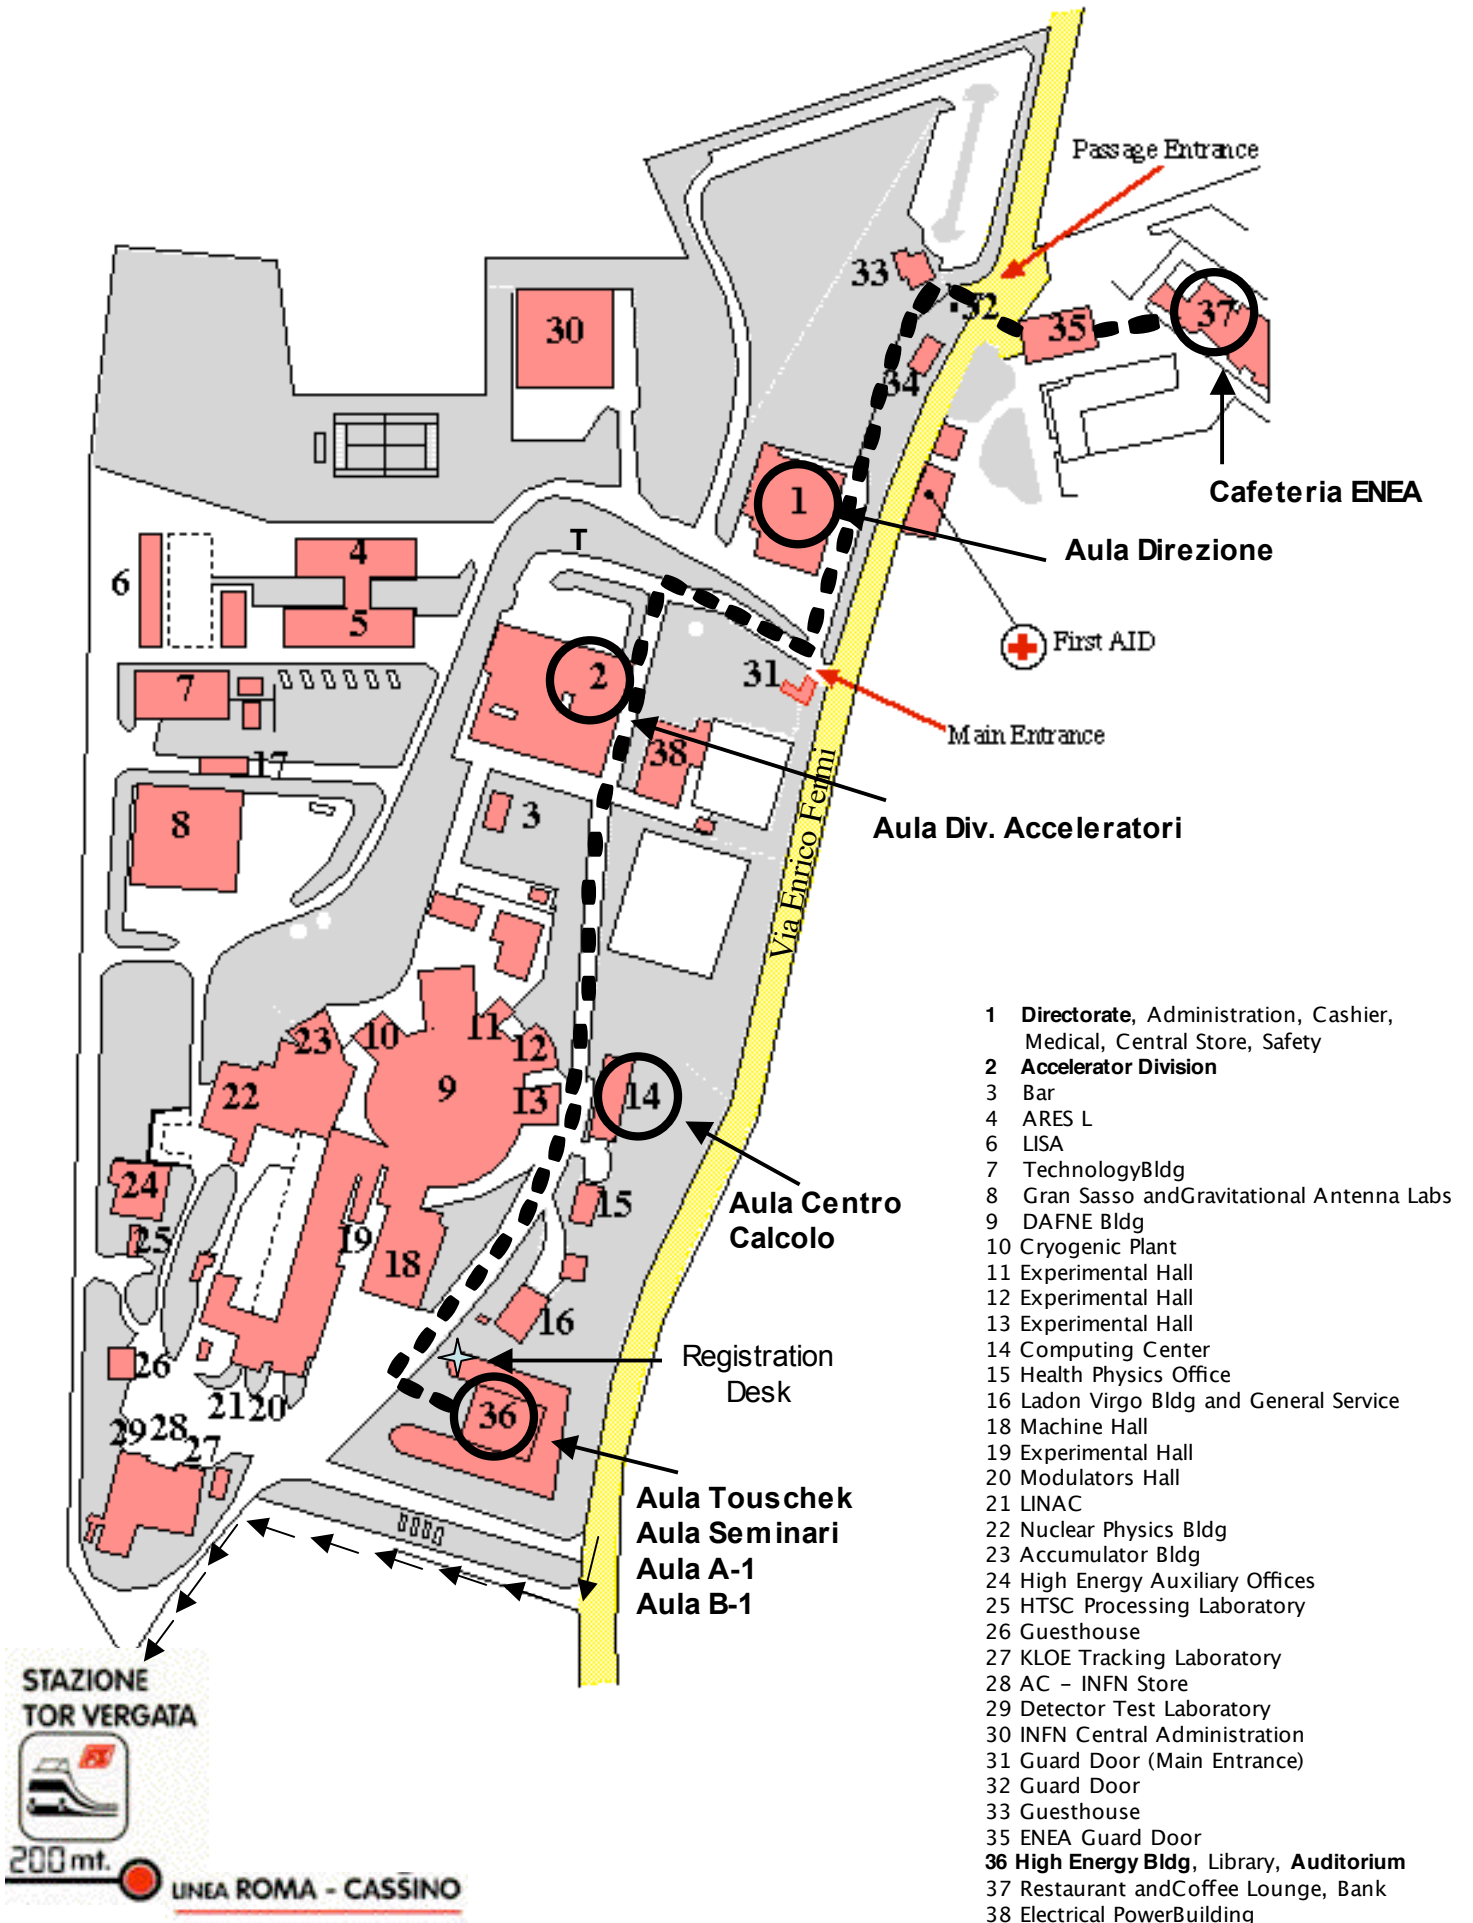 Passage Entrance
33
32
30
35
37
34
Cafeteria ENEA
1
T
Aula Direzione
4
6
5
First AID
2
31
7
Main Entrance
38
17
3
8
Aula Div. Acceleratori
Via Enrico Fermi
11
23
10
12
9
22
13
14
24
15
Aula Centro
Calcolo
25
19
18
16
26
Registration
Desk
21
20
36
29
28
27
Aula Touschek
Aula Seminari
Aula A-1
Aula B-1
STAZIONE
TOR VERGATA
FS
200 mt.
LINEA ROMA - CASSINO
1 Directorate, Administration, Cashier,
Medical, Central Store, Safety
2 Accelerator Division
3 Bar
4 ARES L
6 LISA
7 TechnologyBldg
8 Gran Sasso andGravitational Antenna Labs
9 DAFNE Bldg
10 Cryogenic Plant
11 Experimental Hall
12 Experimental Hall
13 Experimental Hall
14 Computing Center
15 Health Physics Office
16 Ladon Virgo Bldg and General Service
18 Machine Hall
19 Experimental Hall
20 Modulators Hall
21 LINAC
22 Nuclear Physics Bldg
23 Accumulator Bldg
24 High Energy Auxiliary Offices
25 HTSC Processing Laboratory
26 Guesthouse
27 KLOE Tracking Laboratory
28 AC – INFN Store
29 Detector Test Laboratory
30 INFN Central Administration
31 Guard Door (Main Entrance)
32 Guard Door
33 Guesthouse
35 ENEA Guard Door
36 High Energy Bldg, Library, Auditorium
37 Restaurant andCoffee Lounge, Bank
38 Electrical PowerBuilding